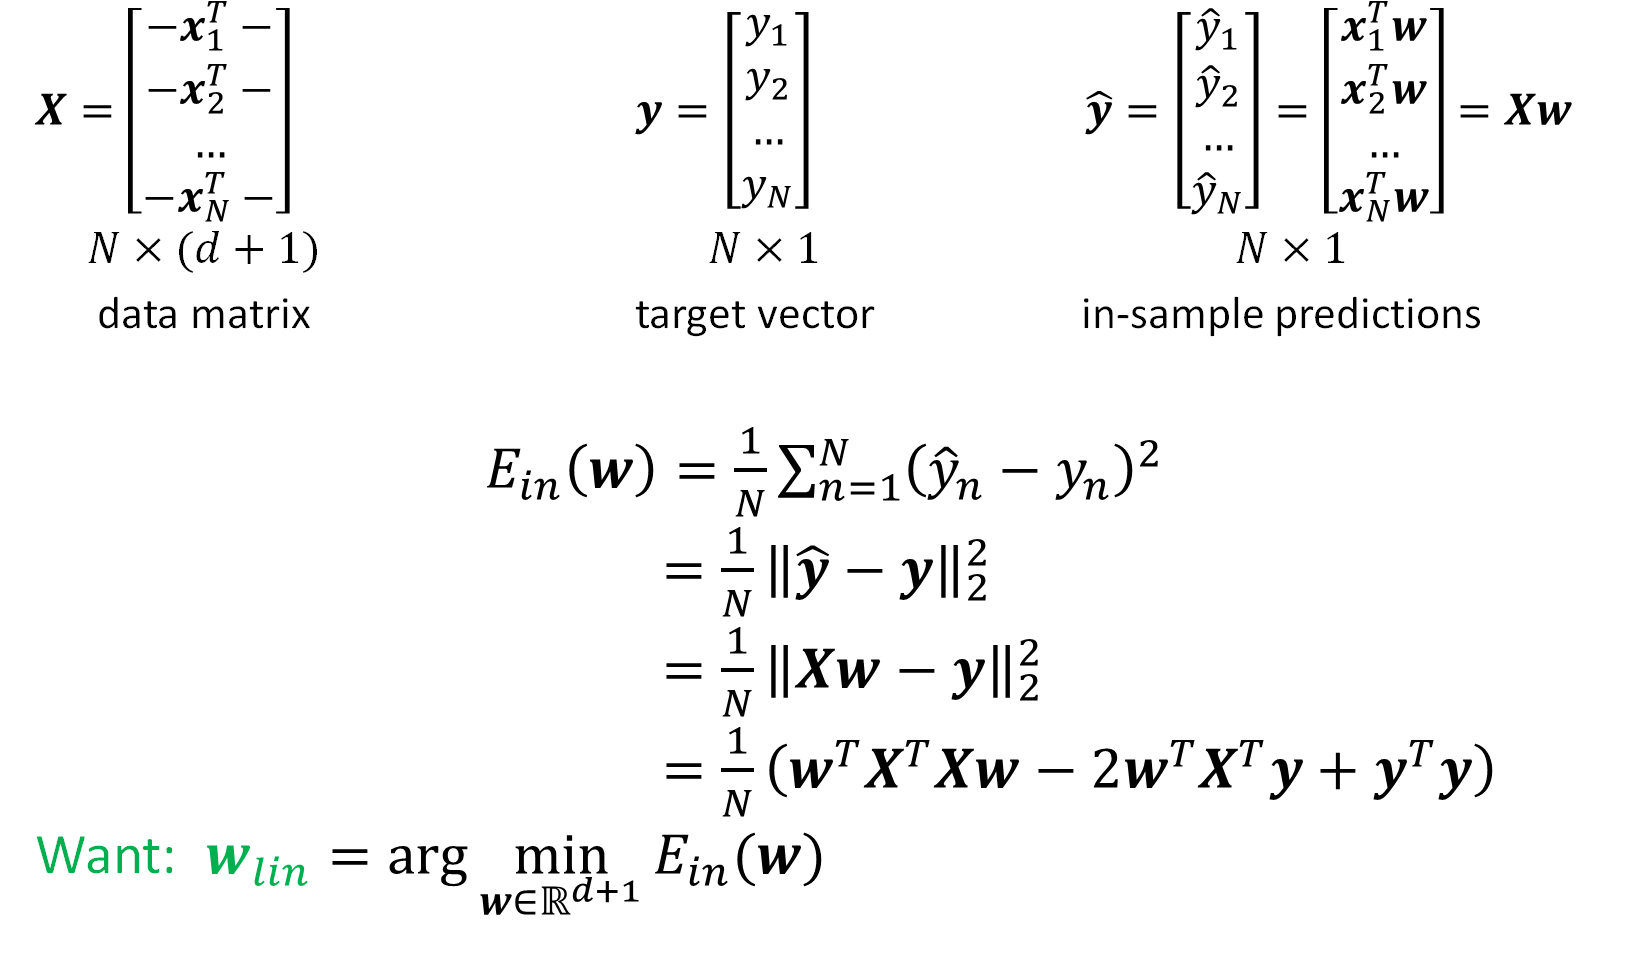 X = [ −x₁ᵀ − ; −x₂ᵀ − ; … ; −x_Nᵀ − ]   y = [ y₁ ; y₂ ; … ; y_N ]   ŷ = [ ŷ₁ ; ŷ₂ ; … ; ŷ_N ] = [ x₁ᵀw ; x₂ᵀw ; … ; x_Nᵀw ] = Xw
N × (d + 1)   N × 1   N × 1
data matrix   target vector   in-sample predictions
E_in(w) = 1/N ∑_{n=1}^{N} (ŷ_n − y_n)²
= 1/N ‖ŷ − y‖₂²
= 1/N ‖Xw − y‖₂²
= 1/N (wᵀXᵀXw − 2wᵀXᵀy + yᵀy)
Want: w_lin = arg min_{w∈ℝ^{d+1}} E_in(w)